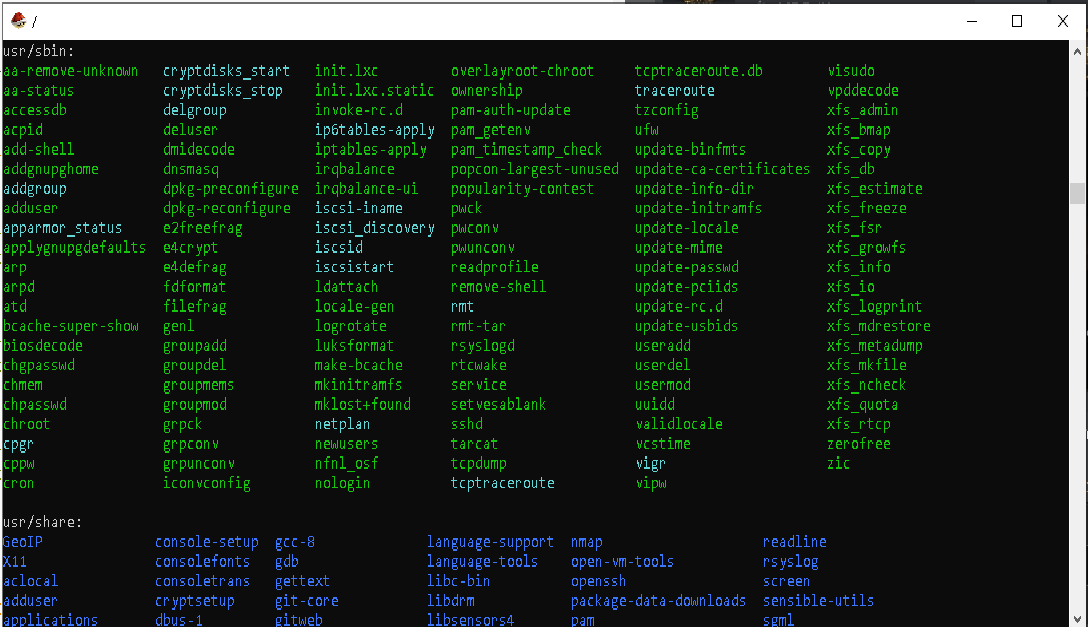 /
usr/sbin:
aa-remove-unknown cryptdisks_start init.lxc overlayroot-chroot tcptraceroute.db visudo
aa-status cryptdisks_stop init.lxc.static ownership traceroute vpddecode
accessdb delgroup invoke-rc.d pam-auth-update tzconfig xfs_admin
acpid deluser ip6tables-apply pam_getenv ufw xfs_bmap
add-shell dmidecode iptables-apply pam_timestamp_check update-binfmts xfs_copy
addgnupghome dnsmasq irqbalance popcon-largest-unused update-ca-certificates xfs_db
addgroup dpkg-preconfigure irqbalance-ui popularity-contest update-info-dir xfs_estimate
adduser dpkg-reconfigure iscsi-iname pwck update-initramfs xfs_freeze
apparmor_status e2freefrag iscsi_discovery pwconv update-locale xfs_fsr
applygnupgdefaults e4crypt iscsid pwunconv update-mime xfs_growfs
arp e4defrag iscsistart readprofile update-passwd xfs_info
arpd fdformat ldattach remove-shell update-pciids xfs_io
atd filefrag locale-gen rmt update-rc.d xfs_logprint
bcache-super-show genl logrotate rmt-tar update-usbids xfs_mdrestore
biosdecode groupadd luksformat rsyslogd useradd xfs_metadump
chgpasswd groupdel make-bcache rtcwake userdel xfs_mkfile
chmem groupmems mkinitramfs service usermod xfs_ncheck
chpasswd groupmod mklost+found setvesablank uuidd xfs_quota
chroot grpck netplan sshd validlocale xfs_rtcp
cpgr grpconv newusers tarcat vcstime zerofree
cppw grpunconv nfnl_osf tcpdump vigr zic
cron iconvconfig nologin tcptraceroute vipw
usr/share:
GeoIP console-setup gcc-8 language-support nmap readline
X11 consolefonts gdb language-tools open-vm-tools rsyslog
aclocal consoletrans gettext libc-bin openssh screen
adduser cryptsetup git-core libdrm package-data-downloads sensible-utils
applications dbus-1 gitweb libsensors4 pam sgml